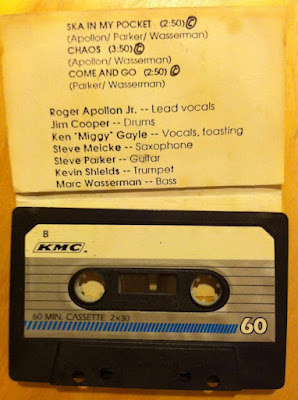 SKA IN MY POCKET (2:50) ©
(Apollon/ Parker/ Wasserman)
CHAOS (3:50) ©
(Apollon/ Wasserman)
COME AND GO (2:50) ©
(Parker/ Wasserman)
Roger Apollon Jr. -- Lead vocals
Jim Cooper -- Drums
Ken "Miggy" Gayle -- Vocals, toasting
Steve Meicke -- Saxophone
Steve Parker -- Guitar
Kevin Shields -- Trumpet
Marc Wasserman -- Bass
B
KMC
60 MIN. CASSETTE 2×30
60